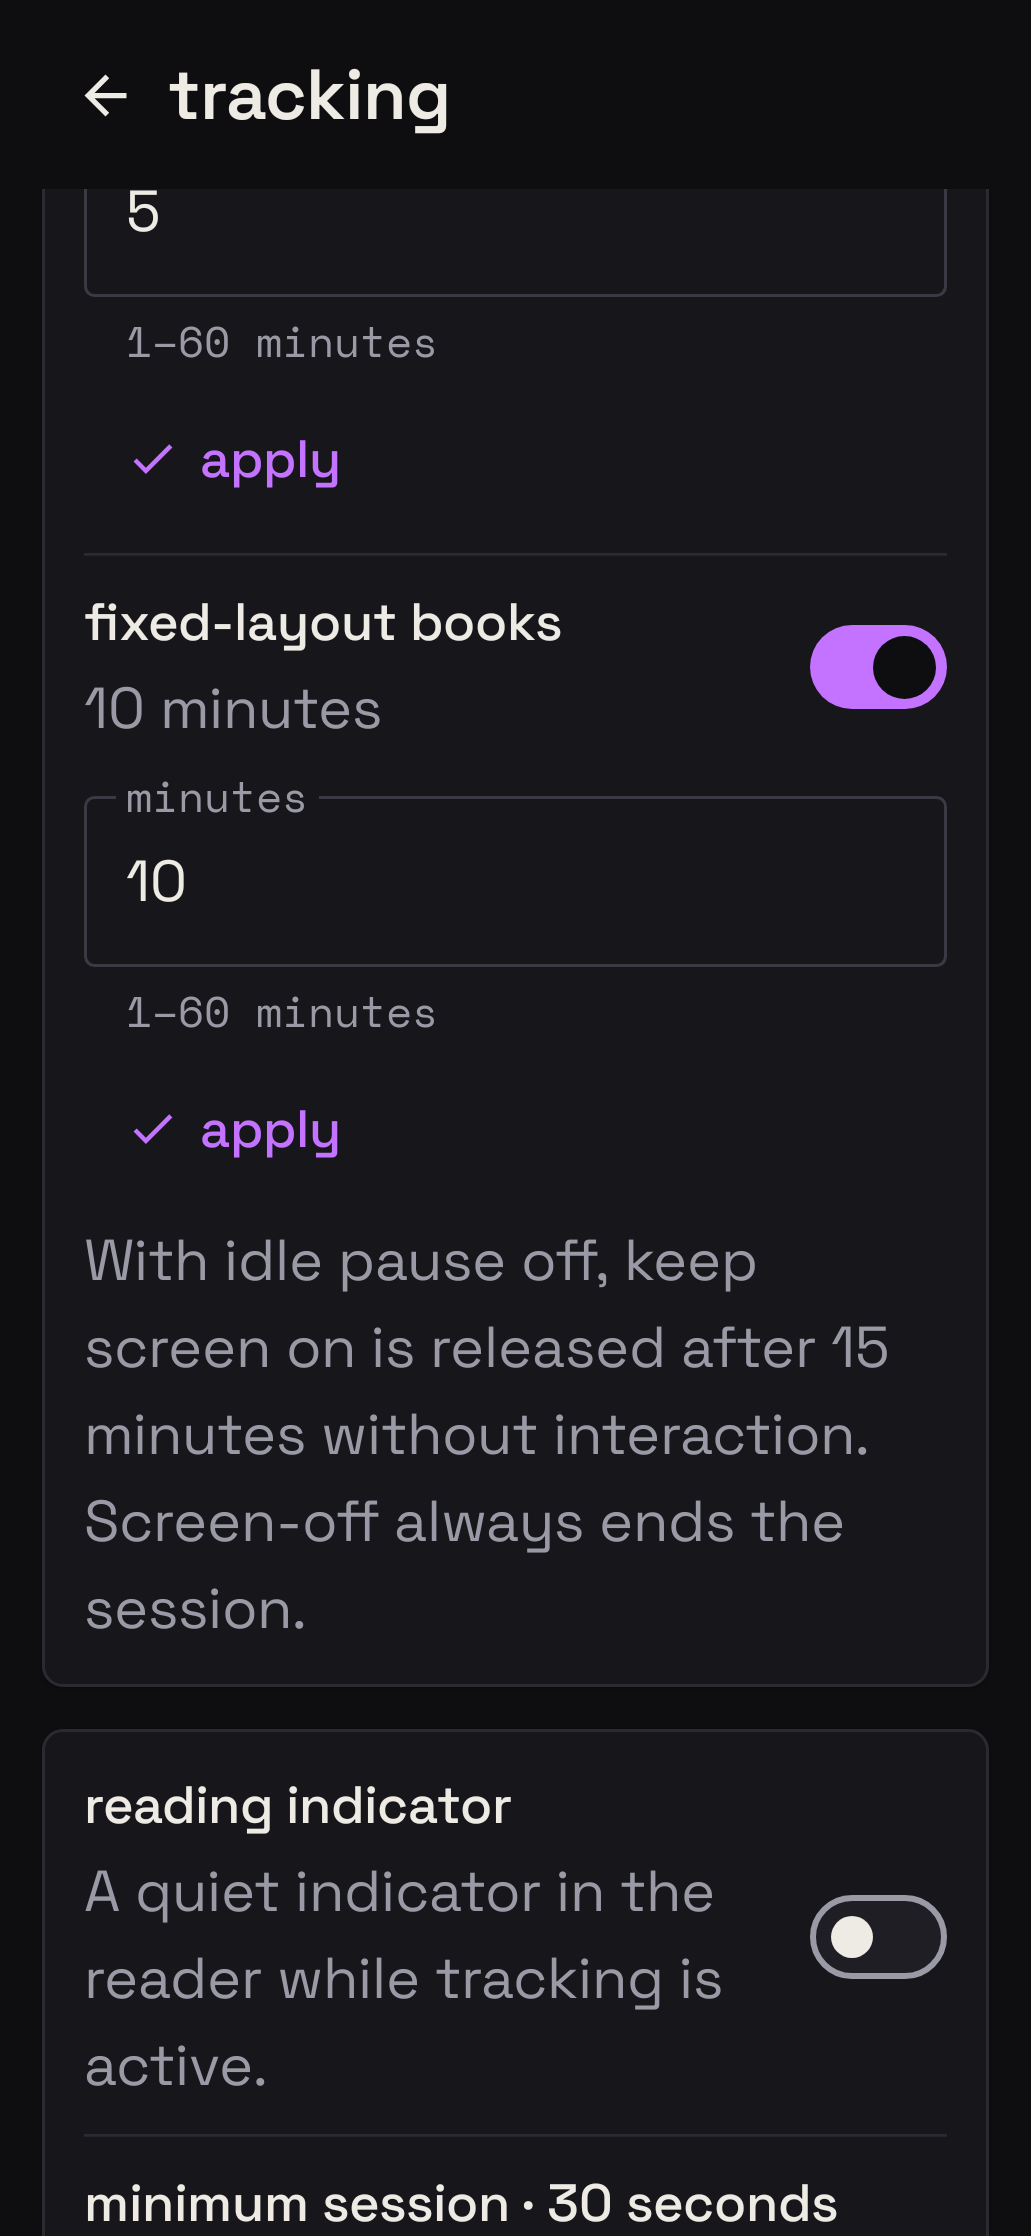 tracking
5
1–60 minutes
apply
fixed-layout books
10 minutes
minutes
10
1–60 minutes
apply
With idle pause off, keep
screen on is released after 15
minutes without interaction.
Screen-off always ends the
session.
reading indicator
A quiet indicator in the
reader while tracking is
active.
minimum session · 30 seconds